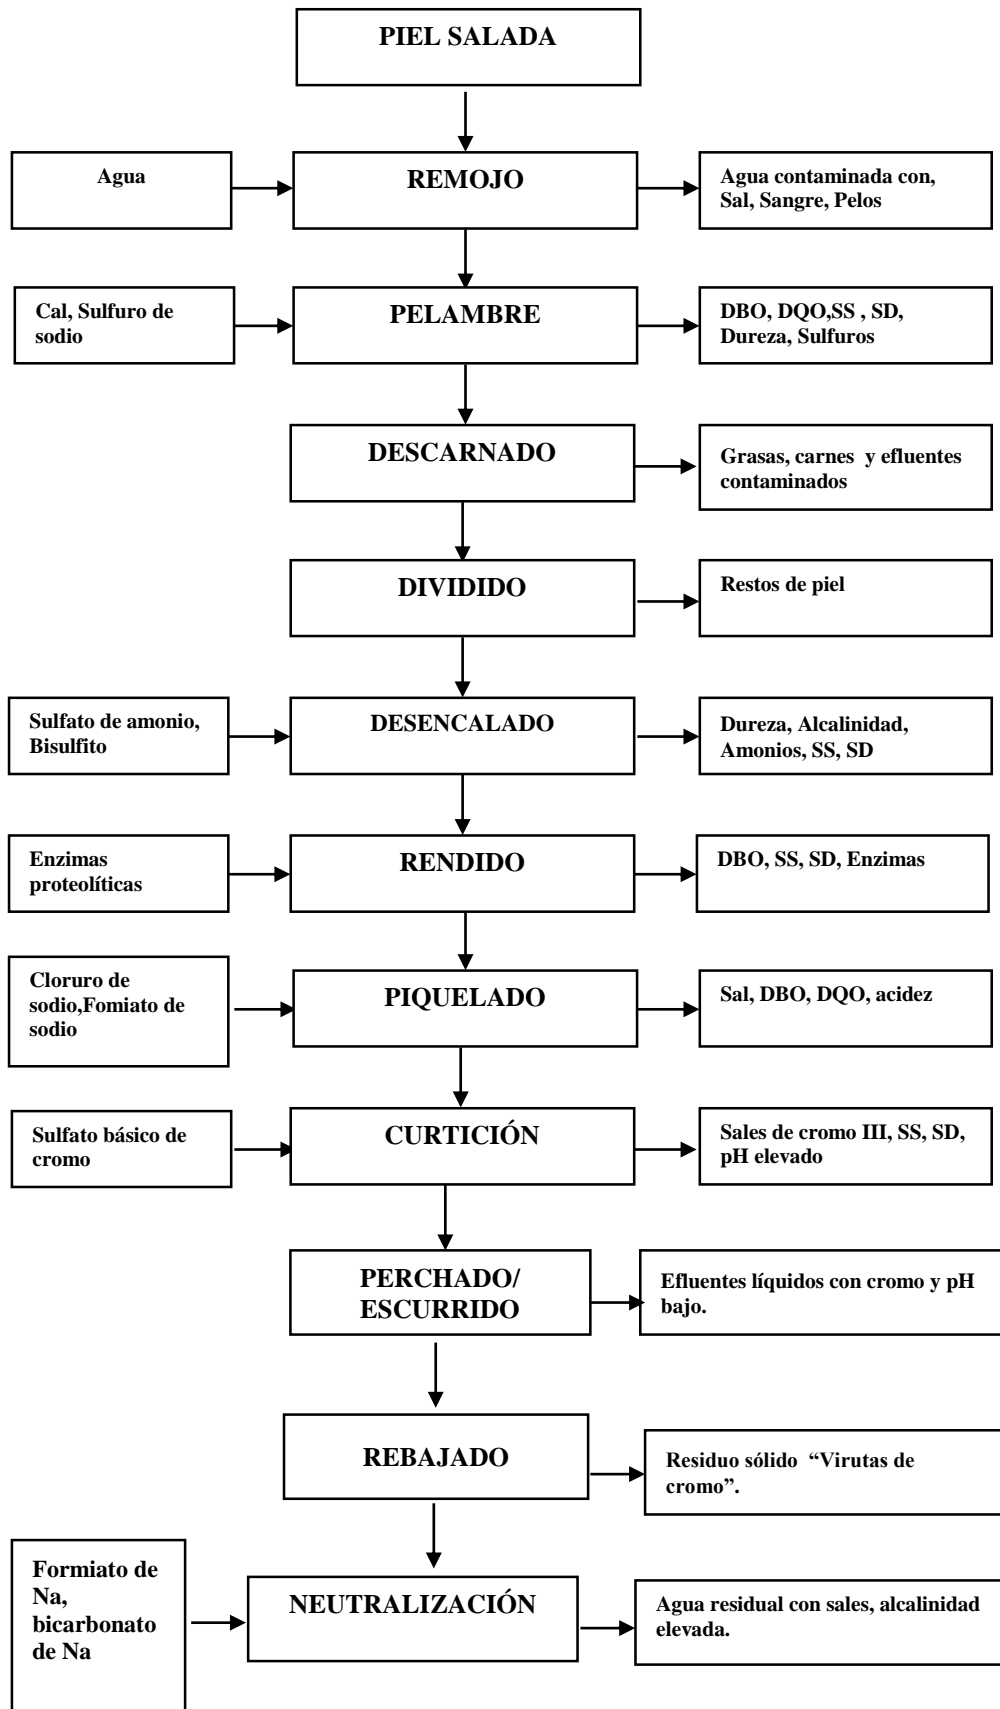 PIEL SALADA
Agua
REMOJO
Agua contaminada con,
Sal, Sangre, Pelos
Cal, Sulfuro de
sodio
PELAMBRE
DBO, DQO,SS , SD,
Dureza, Sulfuros
DESCARNADO
Grasas, carnes y efluentes
contaminados
DIVIDIDO
Restos de piel
Sulfato de amonio,
Bisulfito
DESENCALADO
Dureza, Alcalinidad,
Amonios, SS, SD
Enzimas
proteolíticas
RENDIDO
DBO, SS, SD, Enzimas
Cloruro de
sodio,Fomiato de
sodio
PIQUELADO
Sal, DBO, DQO, acidez
Sulfato básico de
cromo
CURTICIÓN
Sales de cromo III, SS, SD,
pH elevado
PERCHADO/
ESCURRIDO
Efluentes líquidos con cromo y pH
bajo.
REBAJADO
Residuo sólido “Virutas de
cromo”.
Formiato de
Na,
bicarbonato
de Na
NEUTRALIZACIÓN
Agua residual con sales, alcalinidad
elevada.